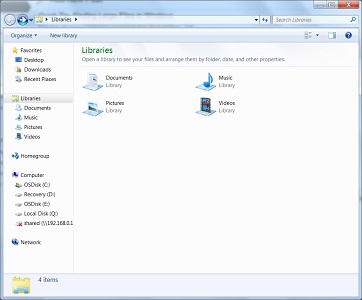 Libraries
Search Libraries
Organize
New library
Favorites
Desktop
Downloads
Recent Places
Libraries
Documents
Music
Pictures
Videos
Homegroup
Computer
OSDisk (C:)
Recovery (D:)
OSDisk (E:)
Local Disk (Q:)
shared (\\192.168.0.1
Network
Libraries
Open a library to see your files and arrange them by folder, date, and other properties.
Documents
Library
Music
Library
Pictures
Library
Videos
Library
4 items